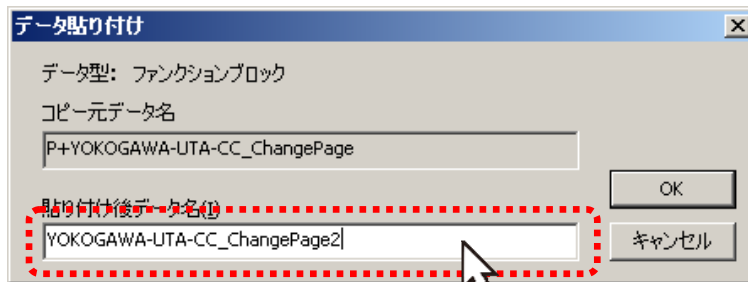 データ貼り付け
データ型: ファンクションブロック
コピー元データ名
P+YOKOGAWA-UTA-CC_ChangePage
OK
貼り付け後データ名(I)
YOKOGAWA-UTA-CC_ChangePage2
キャンセル